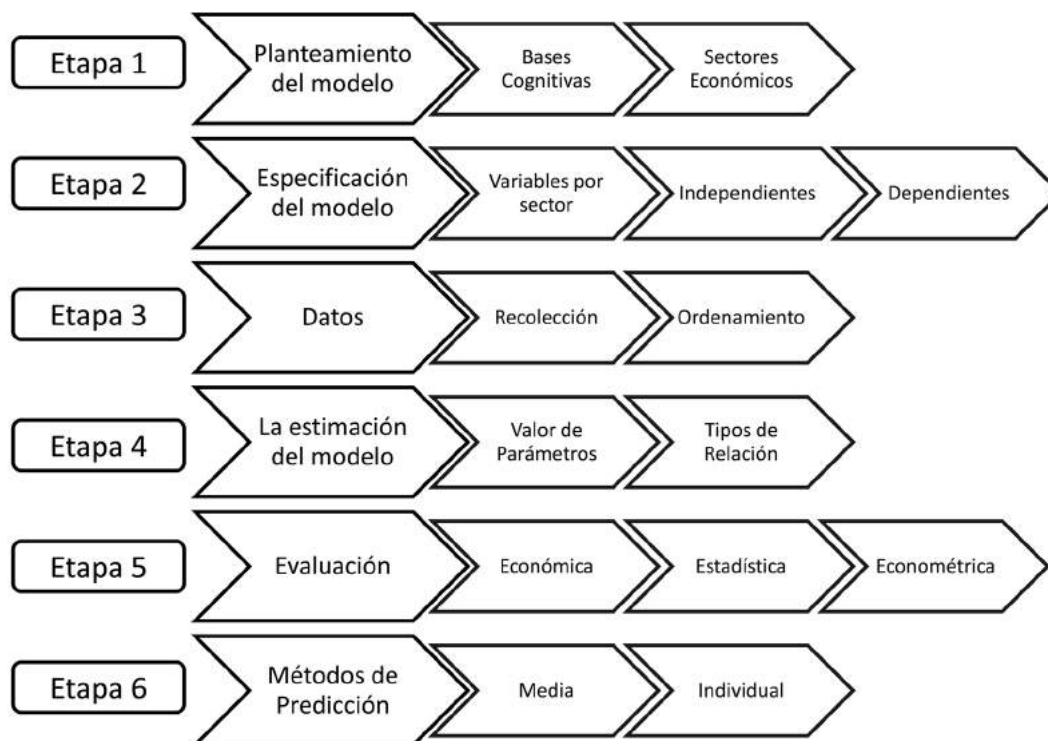 Etapa 1
Planteamiento
del modelo
Bases
Cognitivas
Sectores
Económicos
Etapa 2
Especificación
del modelo
Variables por
sector
Independientes
Dependientes
Etapa 3
Datos
Recolección
Ordenamiento
Etapa 4
La estimación
del modelo
Valor de
Parámetros
Tipos de
Relación
Etapa 5
Evaluación
Económica
Estadística
Econométrica
Etapa 6
Métodos de
Predicción
Media
Individual